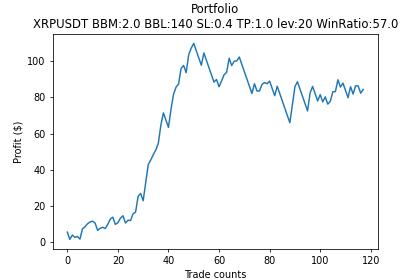 Portfolio
XRPUSDT BBM:2.0 BBL:140 SL:0.4 TP:1.0 lev:20 WinRatio:57.0
Profit ($)
100
80
60
40
20
0
0 20 40 60 80 100 120
Trade counts